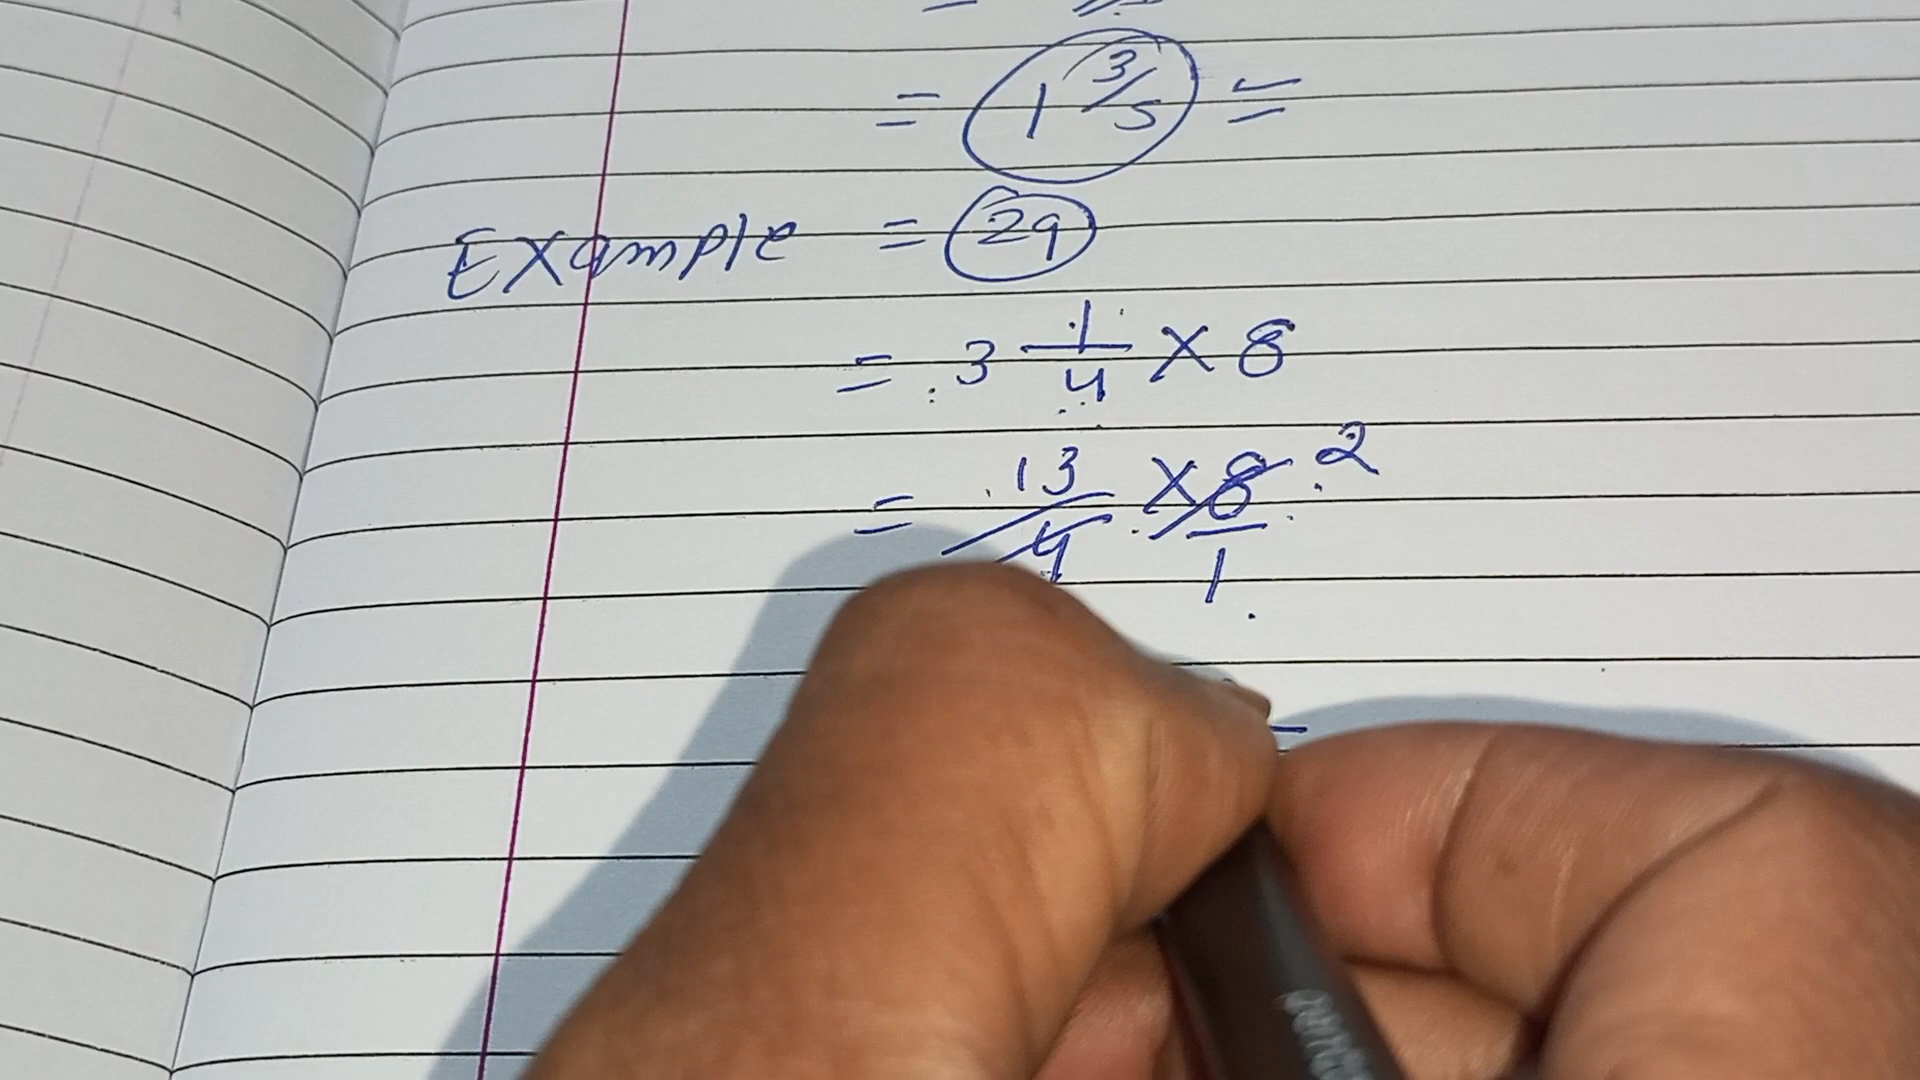 = 1 3/5 =
Example = 29
= 3 1/4 × 8
= 13/4 × 8/1 2